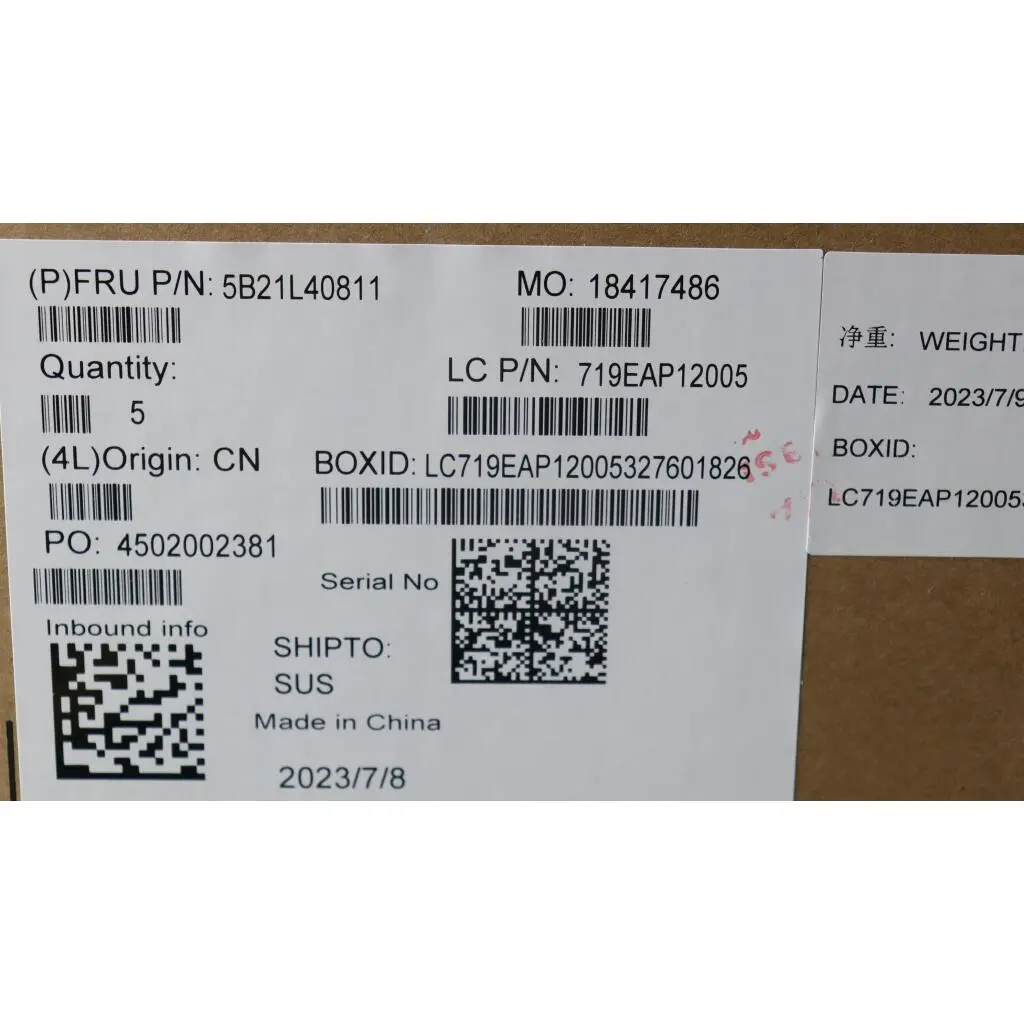 (P)FRU P/N: 5B21L40811
MO: 18417486
Quantity:
5
LC P/N: 719EAP12005
(4L)Origin: CN
BOXID: LC719EAP12005327601826
PO: 4502002381
Serial No
Inbound info
SHIPTO:
SUS
Made in China
2023/7/8
净重: WEIGHT
DATE: 2023/7/9
BOXID:
LC719EAP12005